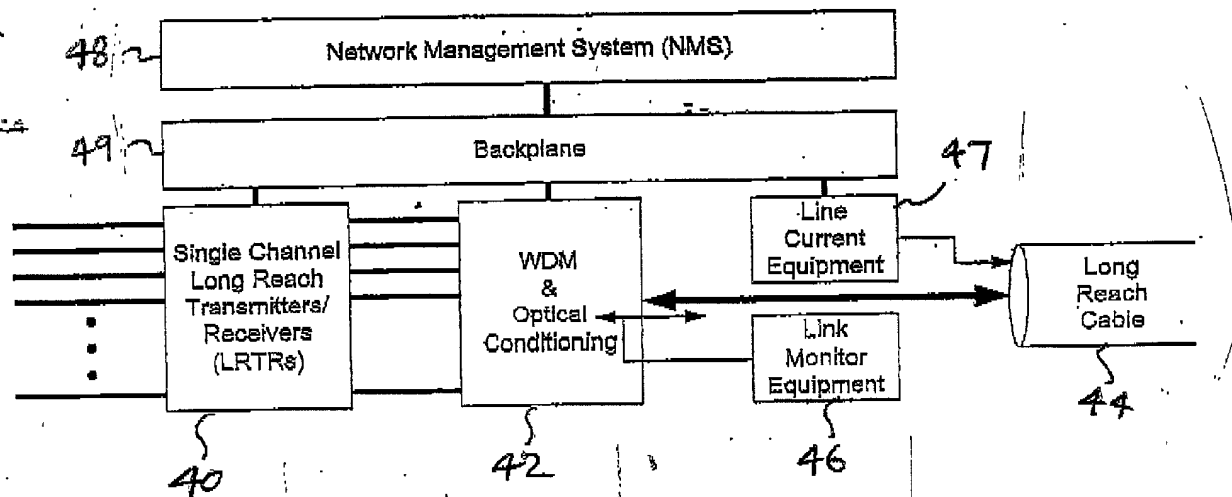 48
Network Management System (NMS)
49
Backplane
47
Single Channel
Long Reach
Transmitters/
Receivers
(LRTRs)
WDM
&
Optical
Conditioning
Line
Current
Equipment
Link
Monitor
Equipment
Long
Reach
Cable
40
42
46
44